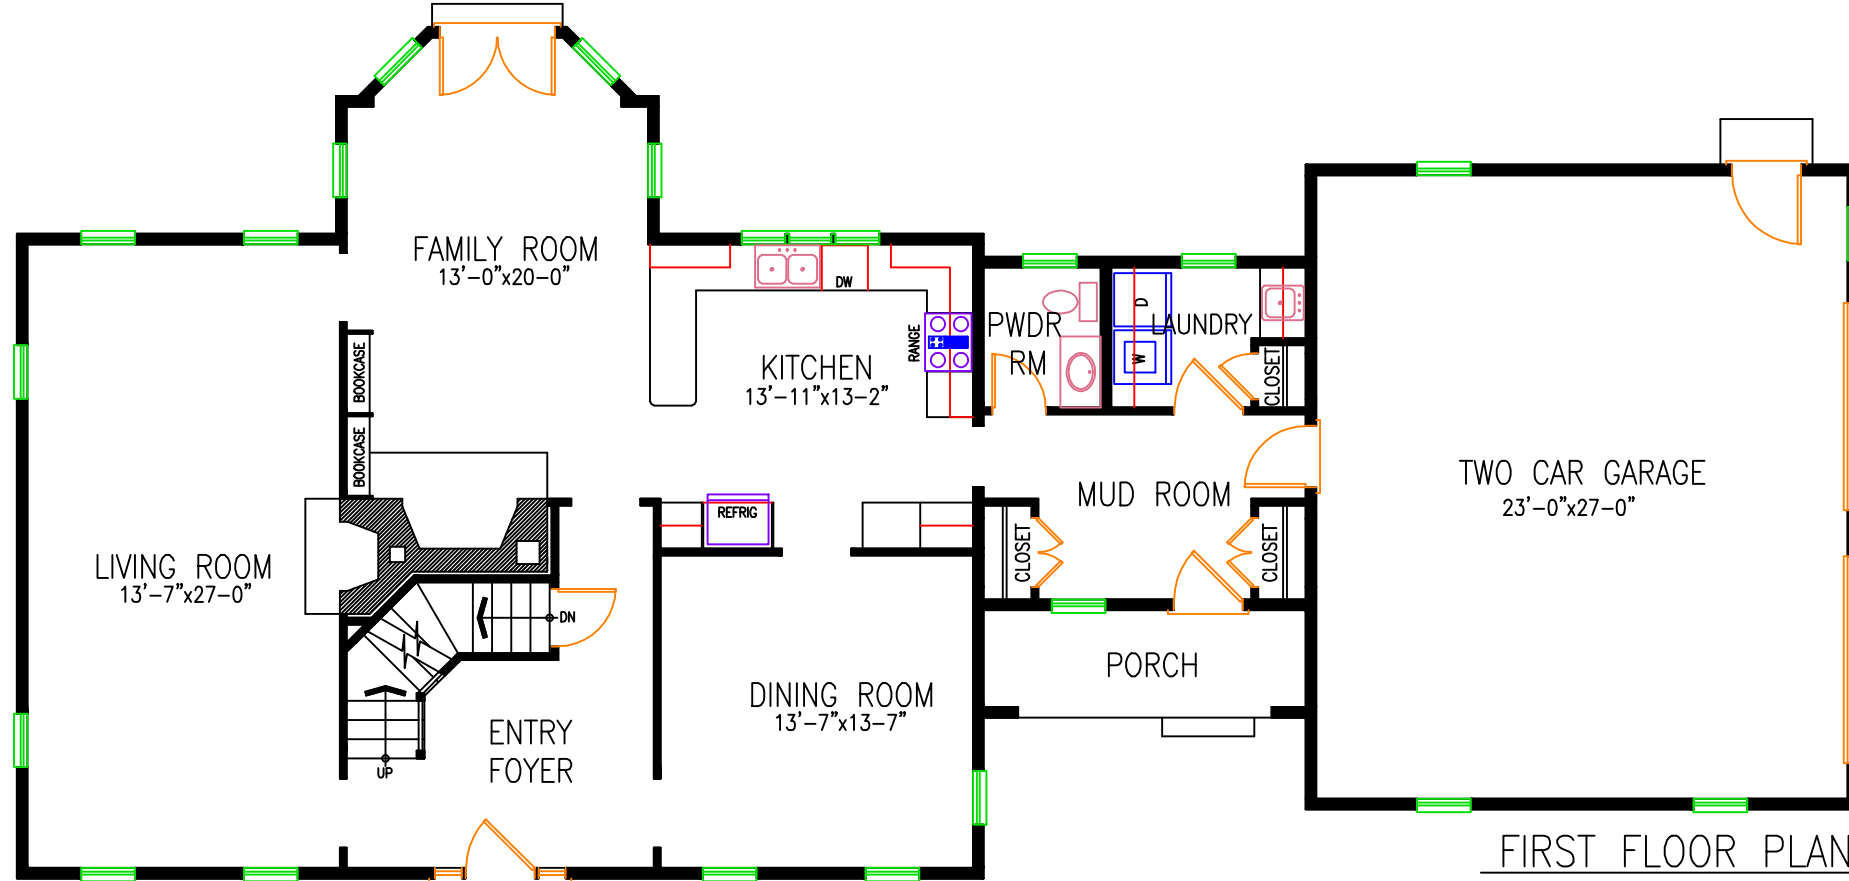 FAMILY ROOM
13'-0"x20-0"
DW
RANGE
KITCHEN
13'-11"x13-2"
PWDR
RM
D
W
LAUNDRY
CLOSET
BOOKCASE
BOOKCASE
REFRIG
MUD ROOM
CLOSET
CLOSET
TWO CAR GARAGE
23'-0"x27-0"
LIVING ROOM
13'-7"x27-0"
DN
UP
ENTRY
FOYER
DINING ROOM
13'-7"x13-7"
PORCH
FIRST FLOOR PLAN